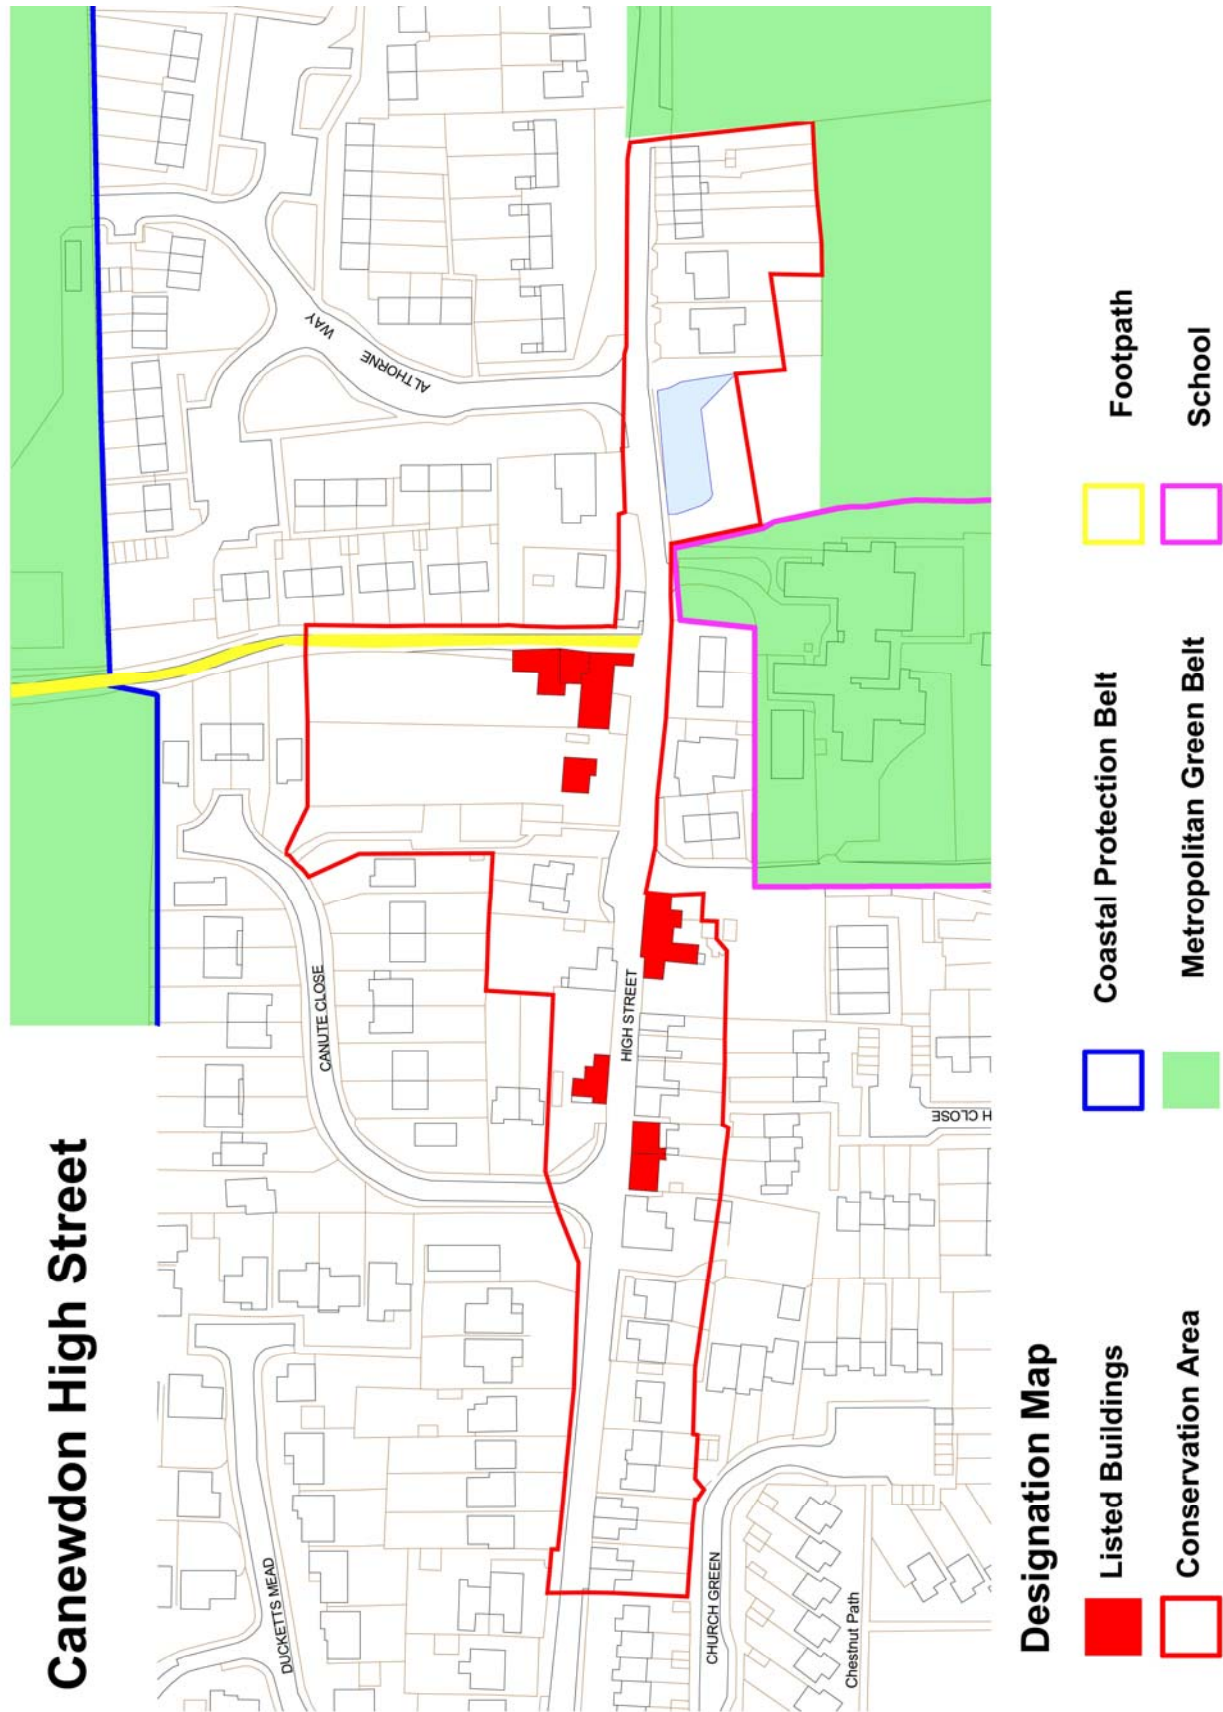 Canewdon High Street
DUCKETTS MEAD
CANUTE CLOSE
ALTHORNE
WAY
HIGH STREET
CHURCH GREEN
Chestnut Path
H CLOSE
Designation Map
Listed Buildings
Coastal Protection Belt
Footpath
Conservation Area
Metropolitan Green Belt
School